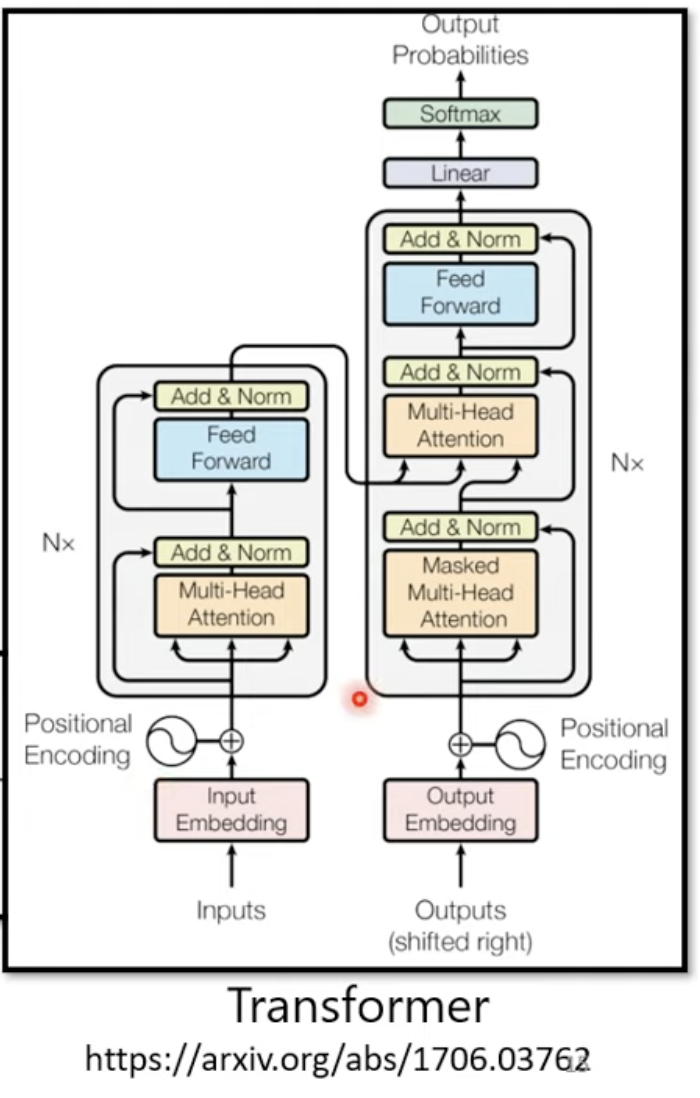 Output
Probabilities
Softmax
Linear
Add & Norm
Feed
Forward
Add & Norm
Multi-Head
Attention
Add & Norm
Masked
Multi-Head
Attention
Nx
Add & Norm
Feed
Forward
Add & Norm
Multi-Head
Attention
Nx
Positional
Encoding
Positional
Encoding
Input
Embedding
Output
Embedding
Inputs
Outputs
(shifted right)
Transformer
https://arxiv.org/abs/1706.03762
15